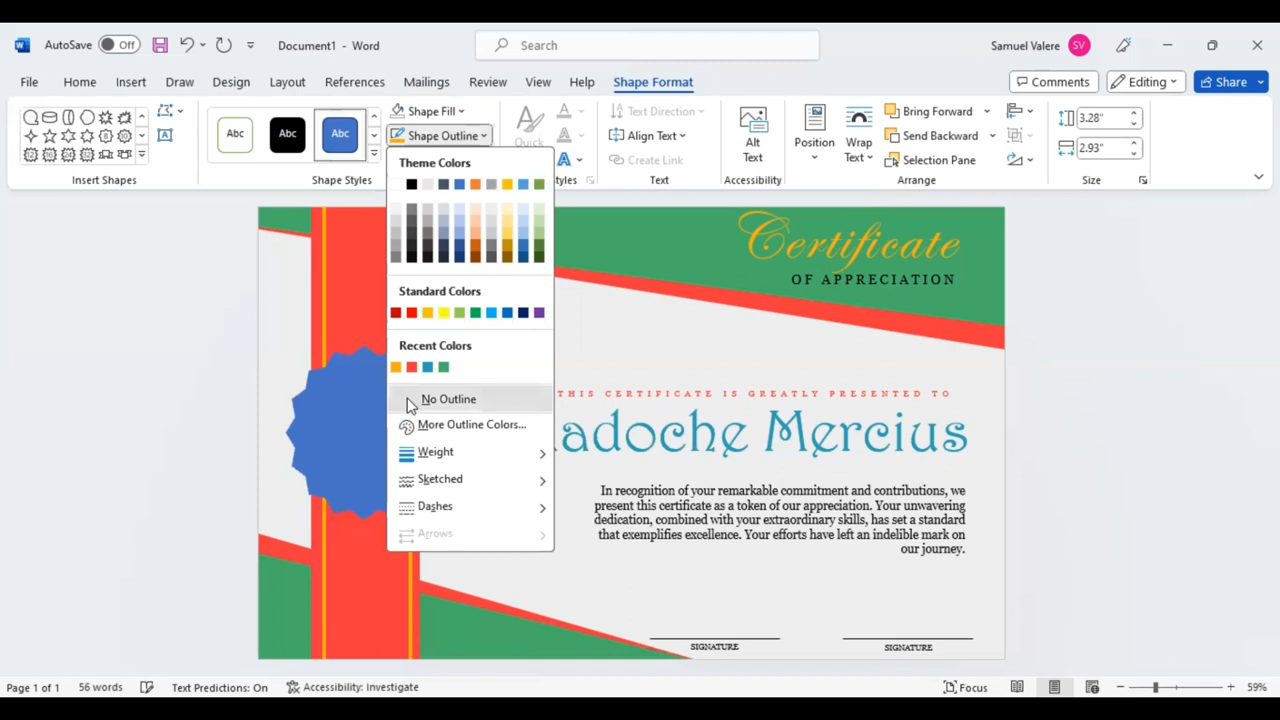 AutoSave Off Document1 - Word Search Samuel Valere SV
File Home Insert Draw Design Layout References Mailings Review View Help Shape Format Comments Editing Share
Abc Abc Abc
Shape Fill
Shape Outline
Quick
Text Direction
Align Text
Create Link
Alt Text
Position
Wrap Text
Bring Forward
Send Backward
Selection Pane
3.28"
2.93"
Insert Shapes Shape Styles Accessibility Text Arrange Size
Theme Colors
Standard Colors
Recent Colors
No Outline
More Outline Colors...
Weight
Sketched
Dashes
Arrows
Certificate
OF APPRECIATION
THIS CERTIFICATE IS GREATLY PRESENTED TO
adoche Mercius
In recognition of your remarkable commitment and contributions, we
present this certificate as a token of our appreciation. Your unwavering
dedication, combined with your extraordinary skills, has set a standard
that exemplifies excellence. Your efforts have left an indelible mark on
our journey.
SIGNATURE SIGNATURE
Page 1 of 1 56 words Text Predictions: On Accessibility: Investigate Focus 59%